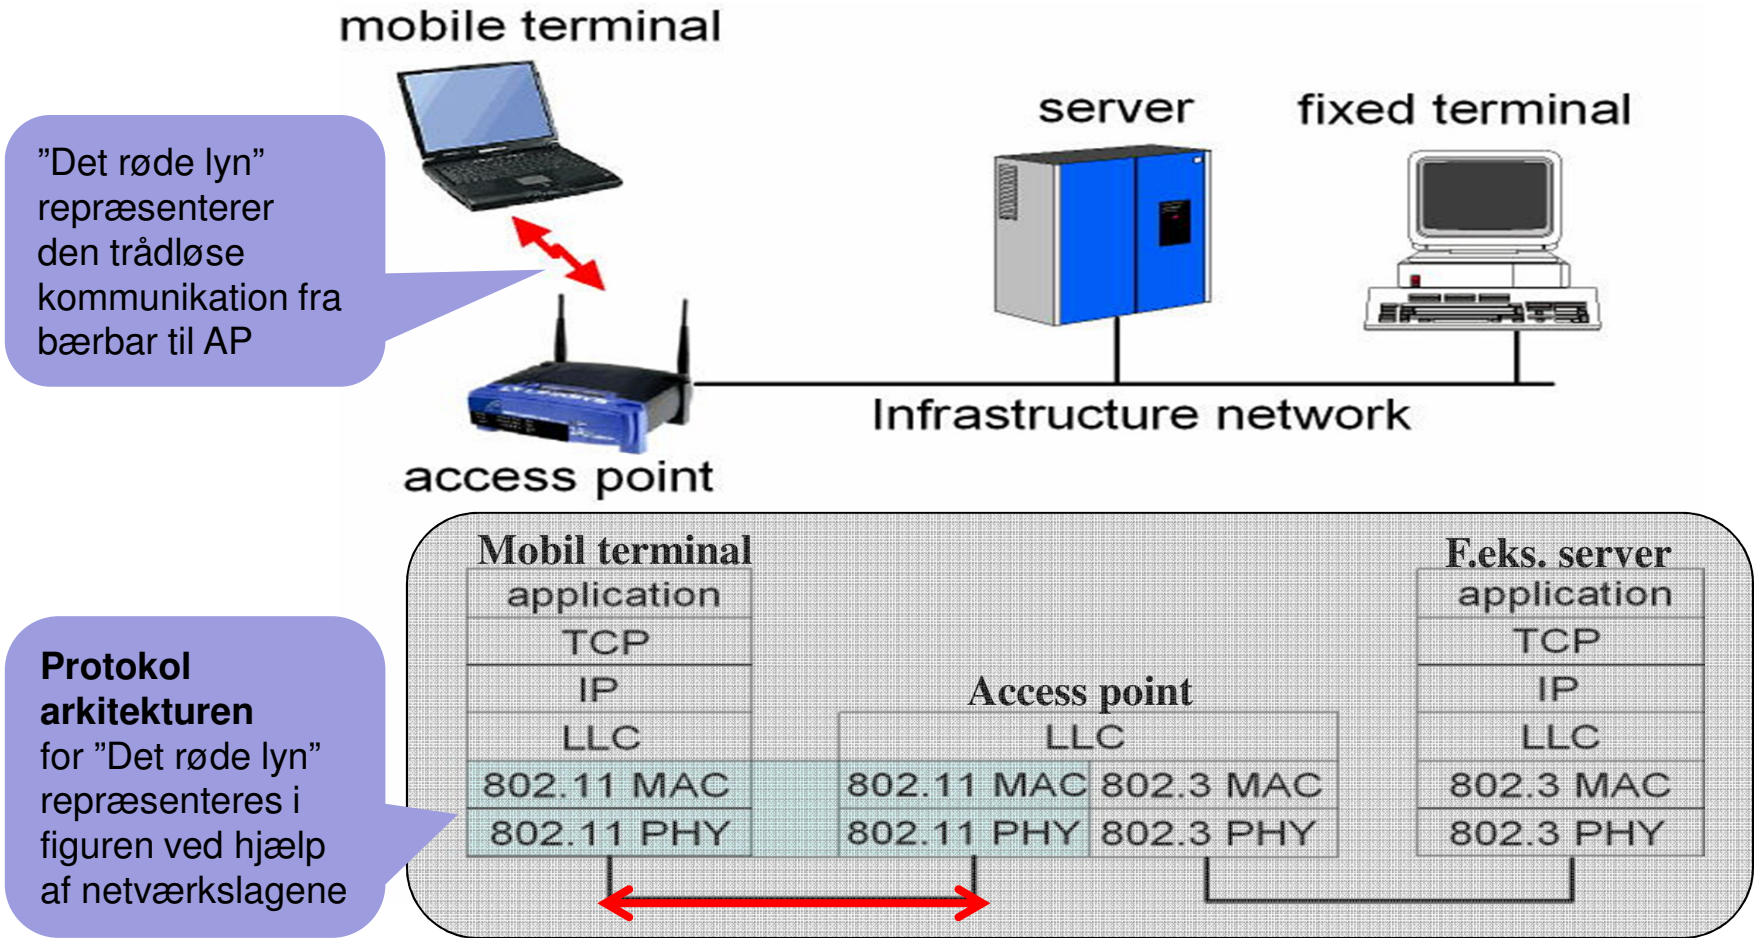 mobile terminal
server
fixed terminal
”Det røde lyn”
repræsenterer
den trådløse
kommunikation fra
bærbar til AP
Infrastructure network
access point
Mobil terminal
application
TCP
IP
LLC
802.11 MAC
802.11 PHY
Access point
LLC
802.11 MAC 802.3 MAC
802.11 PHY 802.3 PHY
F.eks. server
application
TCP
IP
LLC
802.3 MAC
802.3 PHY
Protokol
arkitekturen
for ”Det røde lyn”
repræsenteres i
figuren ved hjælp
af netværkslagene